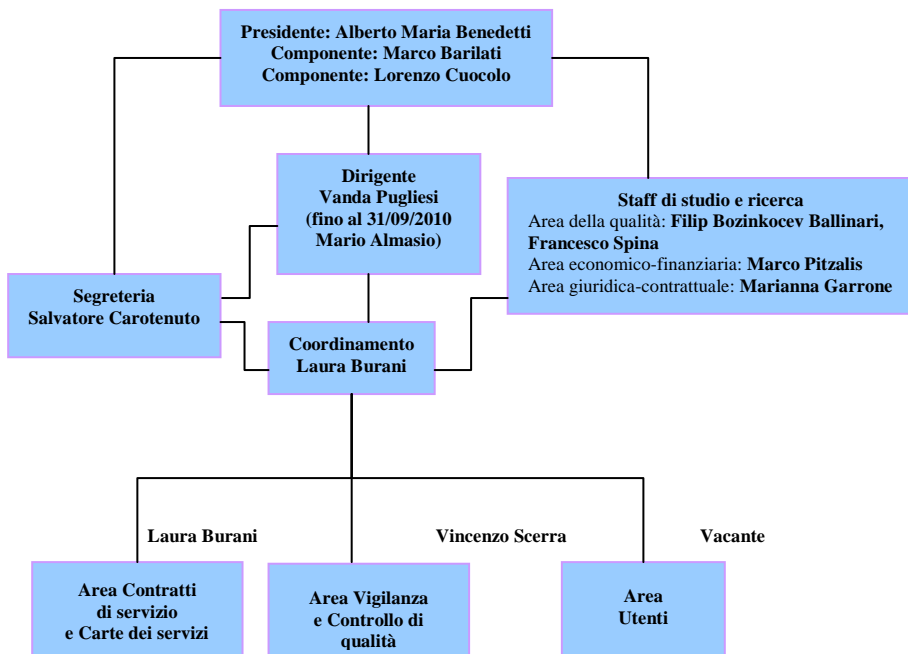 Presidente: Alberto Maria Benedetti
Componente: Marco Barilati
Componente: Lorenzo Cuocolo
Dirigente
Vanda Pugliesi
(fino al 31/09/2010
Mario Almasio)
Staff di studio e ricerca
Area della qualità: Filip Bozinkocev Ballinari,
Francesco Spina
Area economico-finanziaria: Marco Pitzalis
Area giuridica-contrattuale: Marianna Garrone
Segreteria
Salvatore Carotenuto
Coordinamento
Laura Burani
Laura Burani
Vincenzo Scerra
Vacante
Area Contratti
di servizio
e Carte dei servizi
Area Vigilanza
e Controllo di
qualità
Area
Utenti